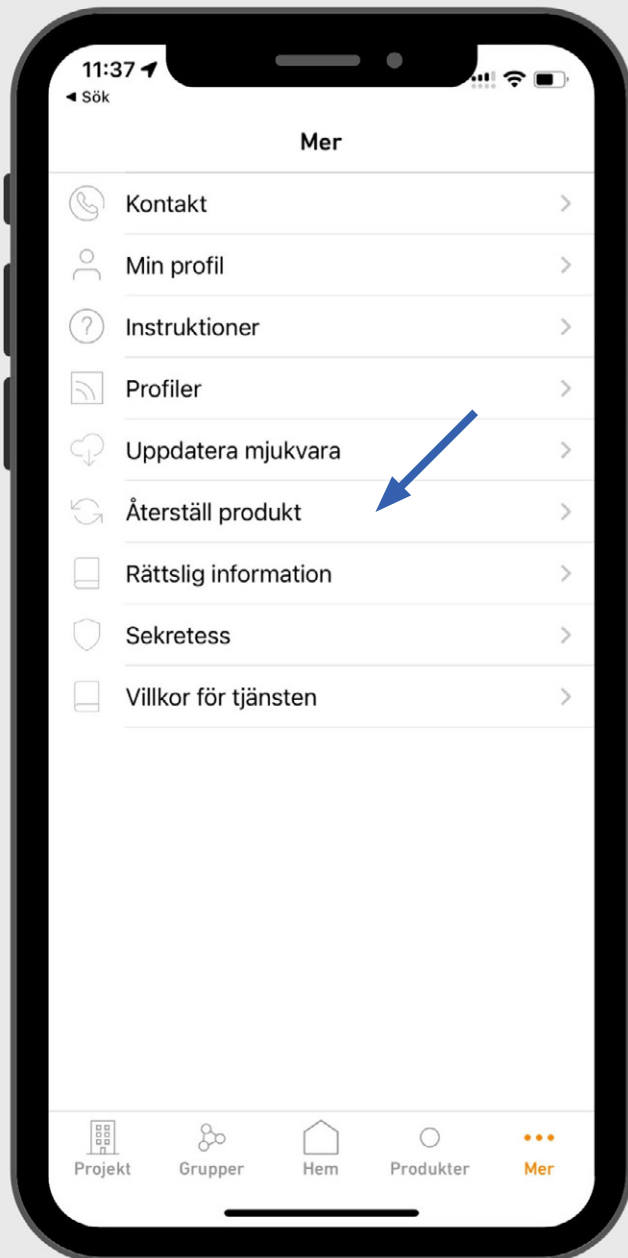 11:37
◀ Sök
Mer
Kontakt
Min profil
Instruktioner
Profiler
Uppdatera mjukvara
Återställ produkt
Rättslig information
Sekretess
Villkor för tjänsten
Projekt Grupper Hem Produkter Mer